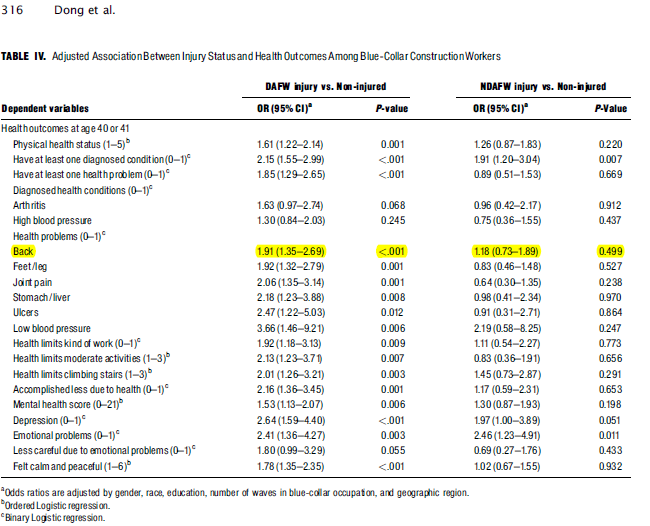 316 Dong et al.
TABLE IV. Adjusted Association Between Injury Status and Health Outcomes Among Blue-Collar Construction Workers
DAFW injury vs. Non-injured NDAFW injury vs. Non-injured
Dependent variables OR (95% CI)a P-value OR (95% CI)a P-Value
Health outcomes at age 40 or 41
Physical health status (1–5)b 1.61 (1.22–2.14) 0.001 1.26 (0.87–1.83) 0.220
Have at least one diagnosed condition (0–1)c 2.15 (1.55–2.99) <.001 1.91 (1.20–3.04) 0.007
Have at least one health problem (0–1)c 1.85 (1.29–2.65) <.001 0.89 (0.51–1.53) 0.669
Diagnosed health conditions (0–1)c
Arthritis 1.63 (0.97–2.74) 0.068 0.96 (0.42–2.17) 0.912
High blood pressure 1.30 (0.84–2.03) 0.245 0.75 (0.36–1.55) 0.437
Health problems (0–1)c
Back 1.91 (1.35–2.69) <.001 1.18 (0.73–1.89) 0.499
Feet/leg 1.92 (1.32–2.79) 0.001 0.83 (0.46–1.48) 0.527
Joint pain 2.06 (1.35–3.14) 0.001 0.64 (0.30–1.35) 0.238
Stomach/liver 2.18 (1.23–3.88) 0.008 0.98 (0.41–2.34) 0.970
Ulcers 2.47 (1.22–5.03) 0.012 0.91 (0.31–2.71) 0.864
Low blood pressure 3.66 (1.46–9.21) 0.006 2.19 (0.58–8.25) 0.247
Health limits kind of work (0–1)c 1.92 (1.18–3.13) 0.009 1.11 (0.54–2.27) 0.773
Health limits moderate activities (1–3)b 2.13 (1.23–3.71) 0.007 0.83 (0.36–1.91) 0.656
Health limits climbing stairs (1–3)b 2.01 (1.26–3.21) 0.003 1.45 (0.73–2.87) 0.291
Accomplished less due to health (0–1)c 2.16 (1.36–3.45) 0.001 1.17 (0.59–2.31) 0.653
Mental health score (0–21)b 1.53 (1.13–2.07) 0.006 1.30 (0.87–1.93) 0.198
Depression (0–1)c 2.64 (1.59–4.40) <.001 1.97 (1.00–3.89) 0.051
Emotional problems (0–1)c 2.41 (1.36–4.27) 0.003 2.46 (1.23–4.91) 0.011
Less careful due to emotional problems (0–1)c 1.80 (0.99–3.29) 0.055 0.69 (0.27–1.76) 0.433
Felt calm and peaceful (1–6)b 1.78 (1.35–2.35) <.001 1.02 (0.67–1.55) 0.932
aOdds ratios are adjusted by gender, race, education, number of waves in blue-collar occupation, and geographic region.
bOrdered Logistic regression.
cBinary Logistic regression.